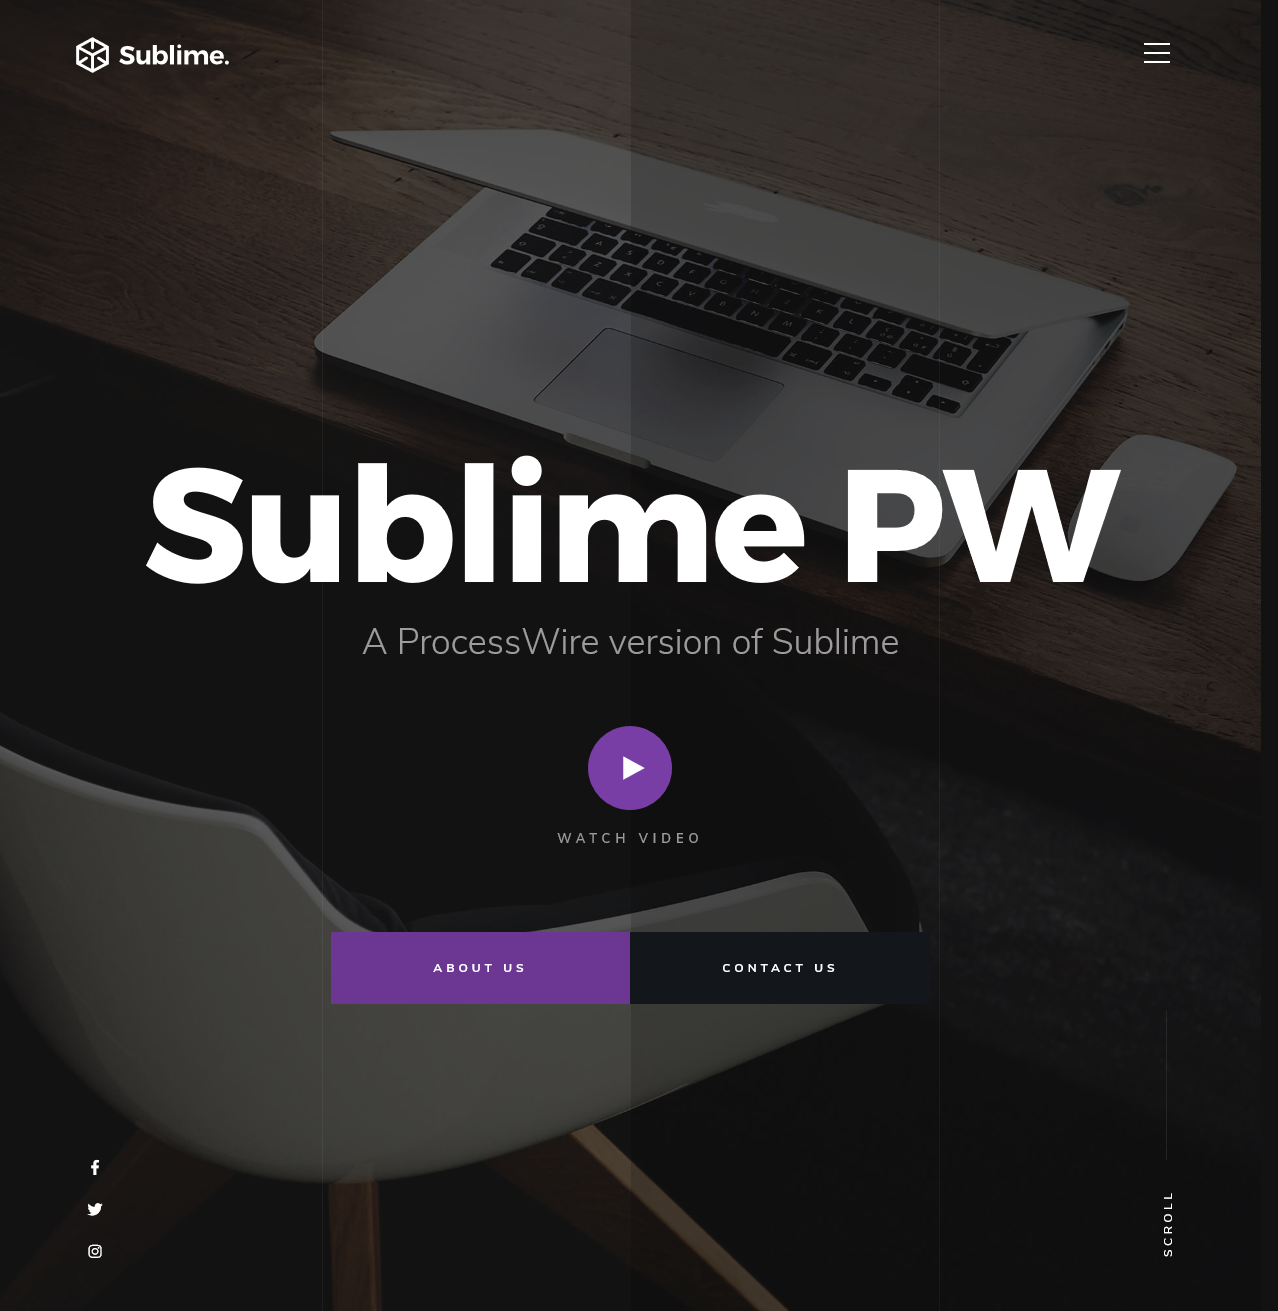 Sublime.
Sublime PW
A ProcessWire version of Sublime
WATCH VIDEO
ABOUT US
CONTACT US
SCROLL